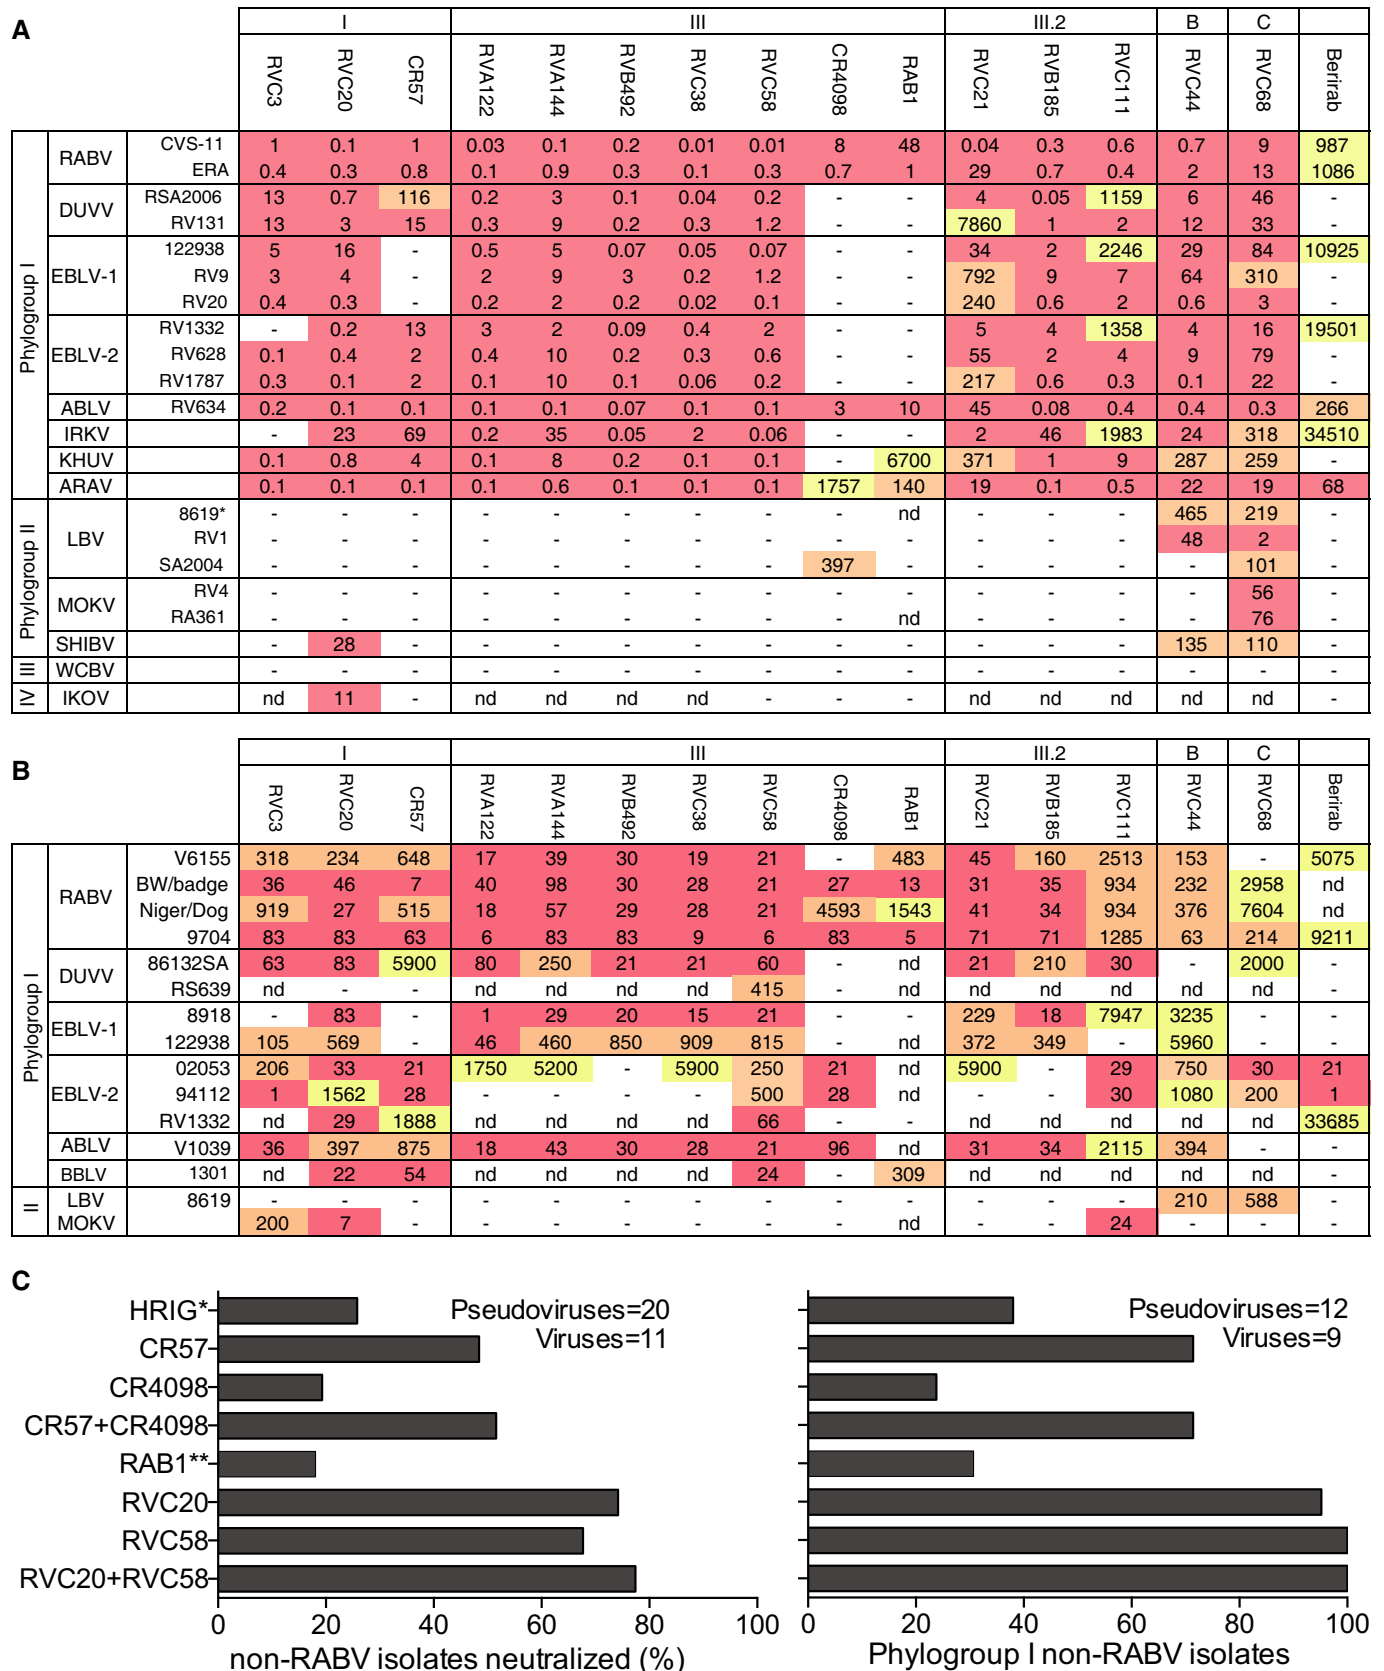 A
I III III.2 B C
RVC3 RVC20 CR57 RVA122 RVA144 RVB492 RVC38 RVC58 CR4098 RAB1 RVC21 RVB185 RVC111 RVC44 RVC68 Berirab
Phylogroup I
RABV CVS-11 1 0.1 1 0.03 0.1 0.2 0.01 0.01 8 48 0.04 0.3 0.6 0.7 9 987
ERA 0.4 0.3 0.8 0.1 0.9 0.3 0.1 0.3 0.7 1 29 0.7 0.4 2 13 1086
DUVV RSA2006 13 0.7 116 0.2 3 0.1 0.04 0.2 - - 4 0.05 1159 6 46 -
RV131 13 3 15 0.3 9 0.2 0.3 1.2 - - 7860 1 2 12 33 -
EBLV-1 122938 5 16 - 0.5 5 0.07 0.05 0.07 - - 34 2 2246 29 84 10925
RV9 3 4 - 2 9 3 0.2 1.2 - - 792 9 7 64 310 -
RV20 0.4 0.3 - 0.2 2 0.2 0.02 0.1 - - 240 0.6 2 0.6 3 -
EBLV-2 RV1332 - 0.2 13 3 2 0.09 0.4 2 - - 5 4 1358 4 16 19501
RV628 0.1 0.4 2 0.4 10 0.2 0.3 0.6 - - 55 2 4 9 79 -
RV1787 0.3 0.1 2 0.1 10 0.1 0.06 0.2 - - 217 0.6 0.3 0.1 22 -
ABLV RV634 0.2 0.1 0.1 0.1 0.1 0.07 0.1 0.1 3 10 45 0.08 0.4 0.4 0.3 266
IRKV - 23 69 0.2 35 0.05 2 0.06 - - 2 46 1983 24 318 34510
KHUV 0.1 0.8 4 0.1 8 0.2 0.1 0.1 - 6700 371 1 9 287 259 -
ARAV 0.1 0.1 0.1 0.1 0.6 0.1 0.1 0.1 1757 140 19 0.1 0.5 22 19 68
Phylogroup II
LBV 8619* - - - - - - - - - nd - - - 465 219 -
RV1 - - - - - - - - - - - - - 48 2 -
SA2004 - - - - - - - - 397 - - - - - 101 -
MOKV RV4 - - - - - - - - - - - - - - 56 -
RA361 - - - - - - - - - nd - - - - 76 -
SHIBV - 28 - - - - - - - - - - - 135 110 -
III WCBV - - - - - - - - - - - - - - - -
IV IKOV nd 11 - nd nd nd nd - - - nd nd nd nd nd -
B
I III III.2 B C
RVC3 RVC20 CR57 RVA122 RVA144 RVB492 RVC38 RVC58 CR4098 RAB1 RVC21 RVB185 RVC111 RVC44 RVC68 Berirab
Phylogroup I
RABV V6155 318 234 648 17 39 30 19 21 - 483 45 160 2513 153 - 5075
BW/badge 36 46 7 40 98 30 28 21 27 13 31 35 934 232 2958 nd
Niger/Dog 919 27 515 18 57 29 28 21 4593 1543 41 34 934 376 7604 nd
9704 83 83 63 6 83 83 9 6 83 5 71 71 1285 63 214 9211
DUVV 86132SA 63 83 5900 80 250 21 21 60 - nd 21 210 30 - 2000 -
RS639 nd - - nd nd nd nd 415 - nd nd nd nd nd nd -
EBLV-1 8918 - 83 - 1 29 20 15 21 - - 229 18 7947 3235 - -
122938 105 569 - 46 460 850 909 815 - nd 372 349 - 5960 - -
EBLV-2 02053 206 33 21 1750 5200 - 5900 250 21 nd 5900 - 29 750 30 21
94112 1 1562 28 - - - - 500 28 nd - - 30 1080 200 1
RV1332 nd 29 1888 nd nd nd nd 66 - - nd nd nd nd nd 33685
ABLV V1039 36 397 875 18 43 30 28 21 96 nd 31 34 2115 394 - -
BBLV 1301 nd 22 54 nd nd nd nd 24 - 309 nd nd nd nd nd -
II
LBV 8619 - - - - - - - - - - - - - 210 588 -
MOKV 200 7 - - - - - - - nd - - 24 - - -
C
HRIG*
CR57
CR4098
CR57+CR4098
RAB1**
RVC20
RVC58
RVC20+RVC58
Pseudoviruses=20
Viruses=11
0 20 40 60 80 100
non-RABV isolates neutralized (%)
Pseudoviruses=12
Viruses=9
0 20 40 60 80 100
Phylogroup I non-RABV isolates